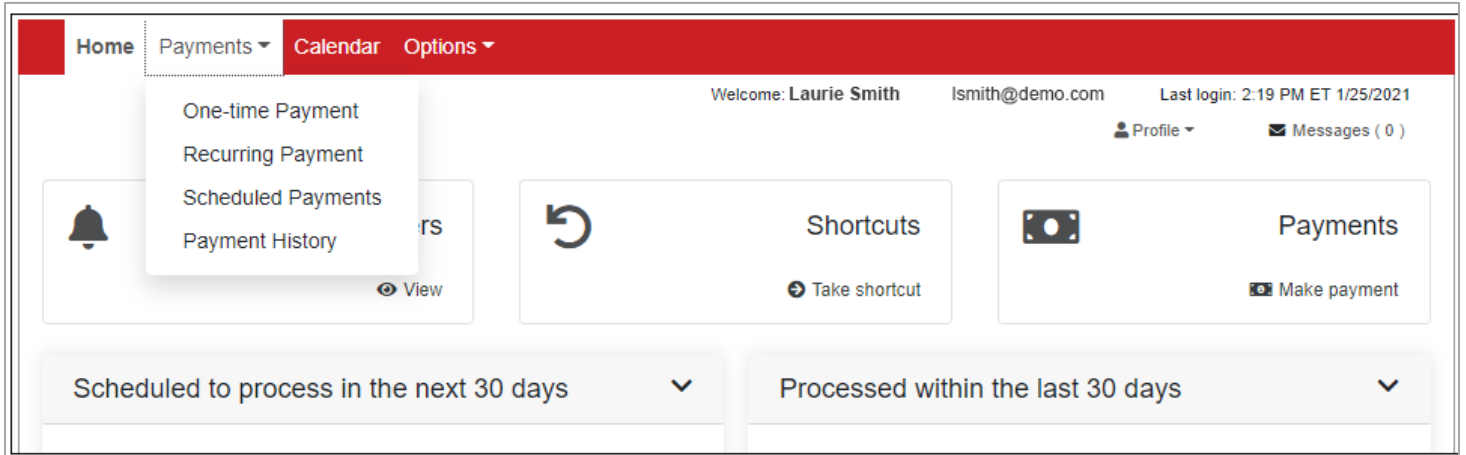 Home Payments Calendar Options
Welcome: Laurie Smith lsmith@demo.com Last login: 2:19 PM ET 1/25/2021
Profile Messages ( 0 )
One-time Payment
Recurring Payment
Scheduled Payments
Payment History
rs
View
Shortcuts
Take shortcut
Payments
Make payment
Scheduled to process in the next 30 days
Processed within the last 30 days